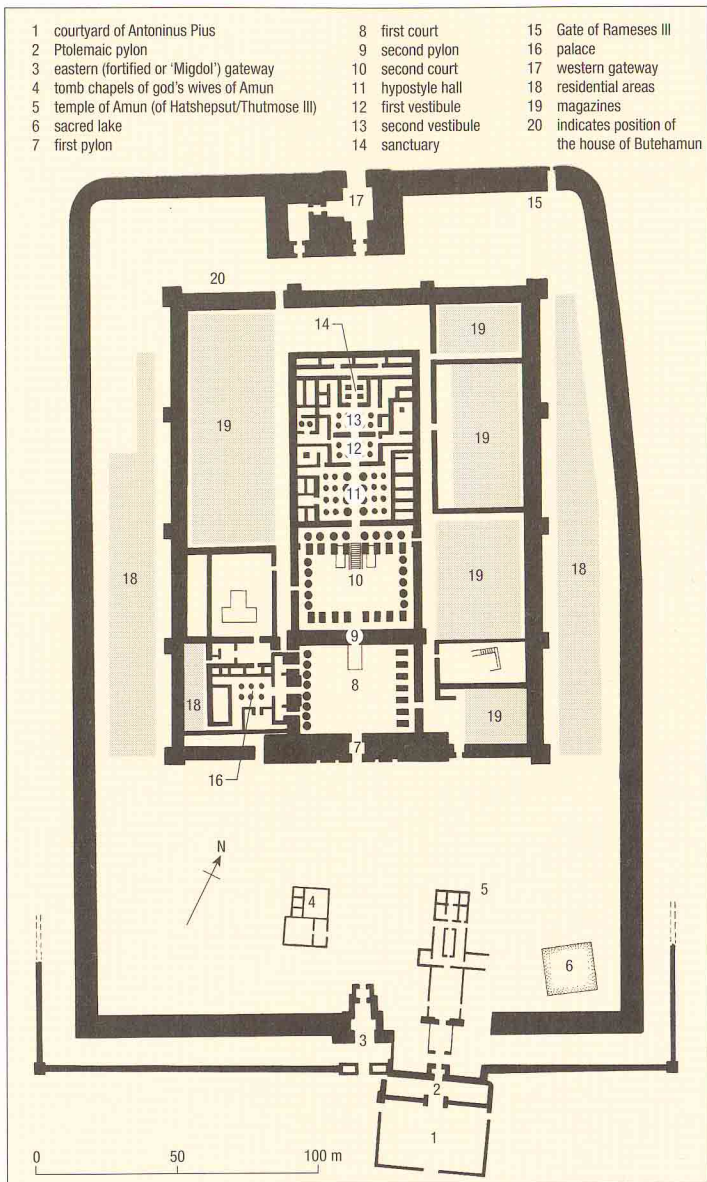 1 courtyard of Antoninus Pius
2 Ptolemaic pylon
3 eastern (fortified or 'Migdol') gateway
4 tomb chapels of god's wives of Amun
5 temple of Amun (of Hatshepsut/Thutmose III)
6 sacred lake
7 first pylon
8 first court
9 second pylon
10 second court
11 hypostyle hall
12 first vestibule
13 second vestibule
14 sanctuary
15 Gate of Rameses III
16 palace
17 western gateway
18 residential areas
19 magazines
20 indicates position of
the house of Butehamun
17
15
20
14
19
13
19
19
12
11
18
10
19
18
9
8
18
19
7
16
N
4
5
6
3
2
1
0 50 100 m